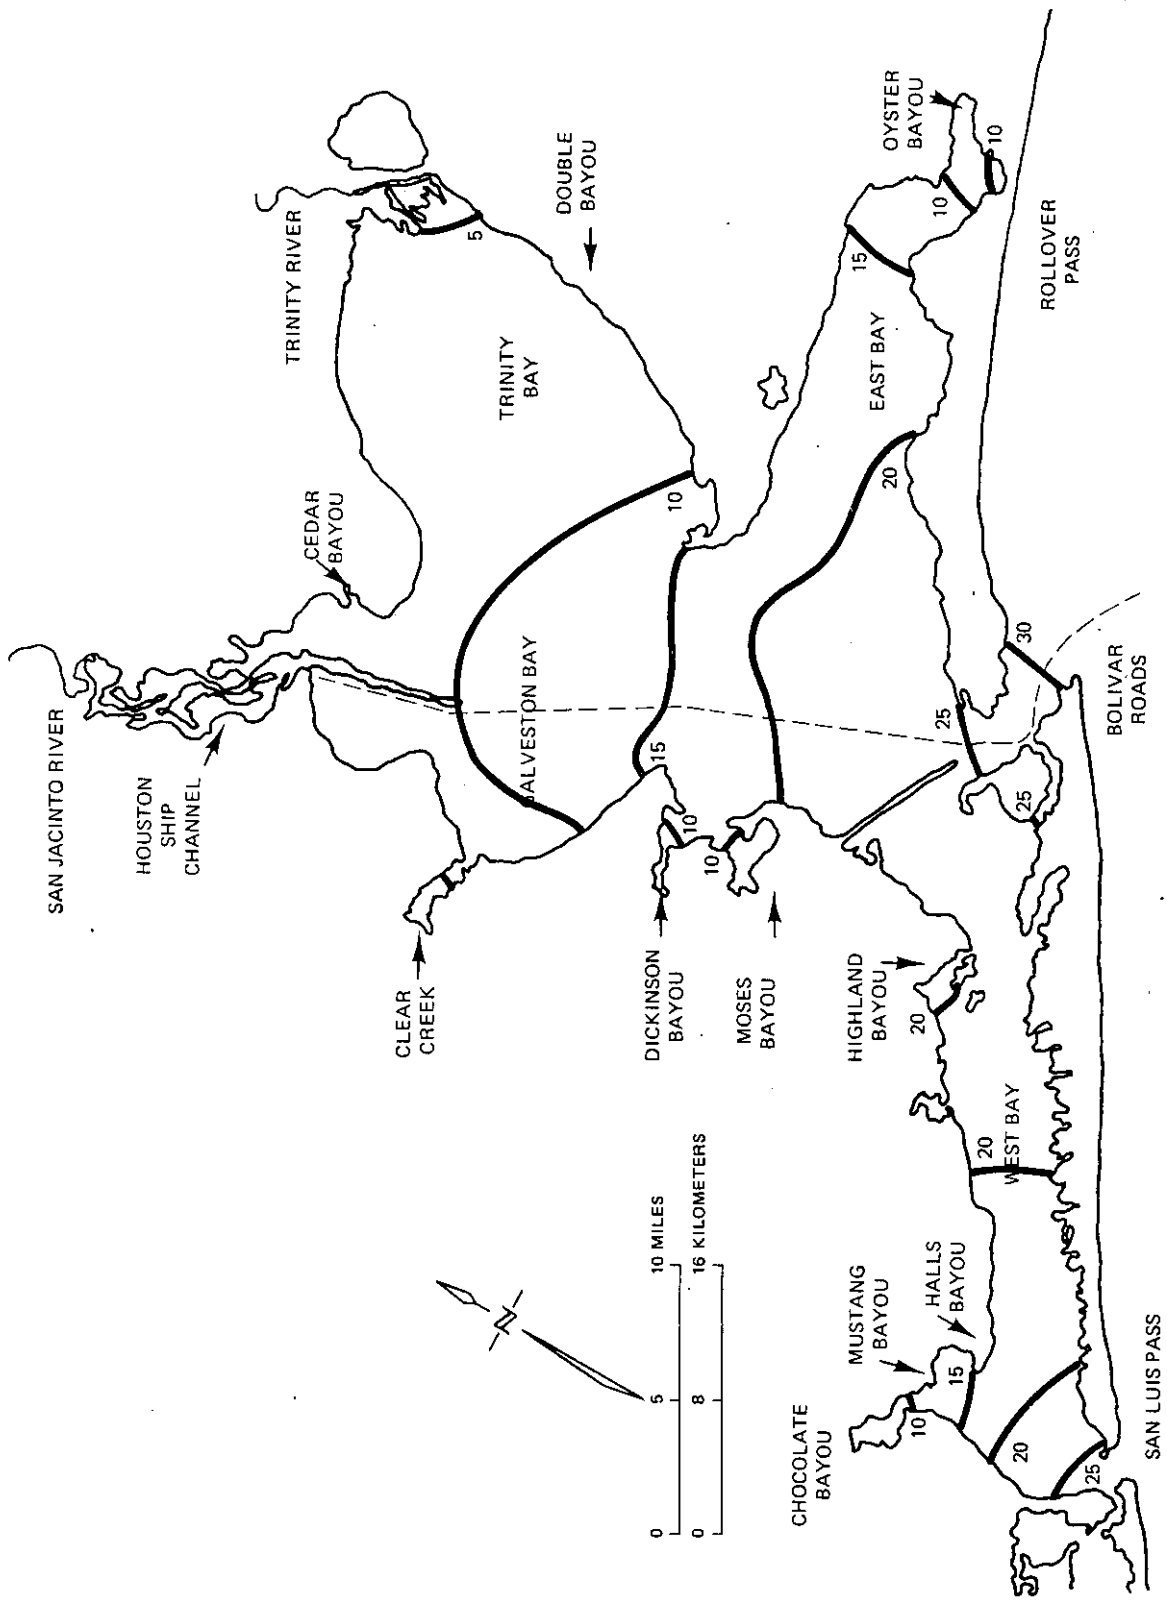 SAN JACINTO RIVER
HOUSTON
SHIP
CHANNEL
CEDAR
BAYOU
TRINITY RIVER
CLEAR
CREEK
5
TRINITY
BAY
DOUBLE
BAYOU
GALVESTON BAY
10
15
DICKINSON
BAYOU
10
10
MOSES
BAYOU
0 5 10 MILES
0 8 16 KILOMETERS
N
CHOCOLATE
BAYOU
MUSTANG
BAYOU
HALLS
BAYOU
HIGHLAND
BAYOU
20
EAST BAY
20
15
OYSTER
BAYOU
10
10
10
15
20
25
20
WEST BAY
25
25
30
SAN LUIS PASS
BOLIVAR
ROADS
ROLLOVER
PASS